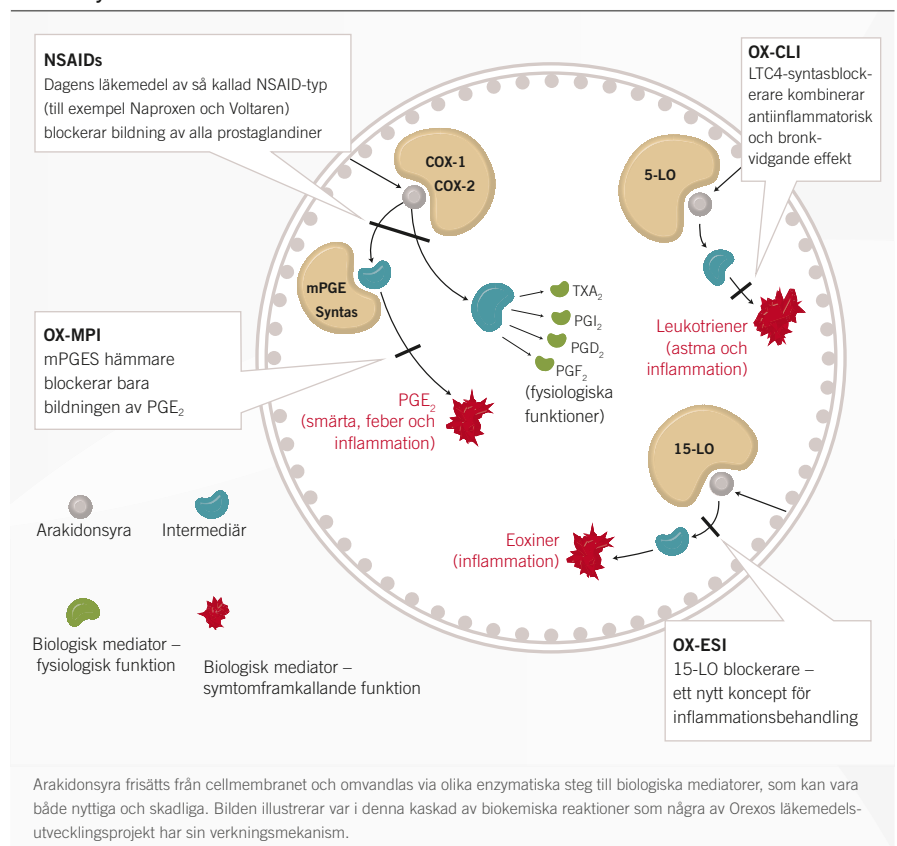 NSAIDs
Dagens läkemedel av så kallad NSAID-typ
(till exempel Naproxen och Voltaren)
blockerar bildning av alla prostaglandiner
OX-CLI
LTC4-syntasblock-
erare kombinerar
antiinflammatorisk
och bronk-
vidgande effekt
COX-1
COX-2
5-LO
mPGE
Syntas
TXA₂
PGI₂
PGD₂
PGF₂
(fysiologiska
funktioner)
Leukotriener
(astma och
inflammation)
OX-MPI
mPGES hämmare
blockerar bara
bildningen av PGE₂
PGE₂
(smärta, feber och
inflammation)
15-LO
Arakidonsyra
Intermediär
Eoxiner
(inflammation)
Biologisk mediator –
fysiologisk funktion
Biologisk mediator –
symtomframkallande funktion
OX-ESI
15-LO blockerare –
ett nytt koncept för
inflammationsbehandling
Arakidonsyra frisätts från cellmembranet och omvandlas via olika enzymatiska steg till biologiska mediatorer, som kan vara
både nyttiga och skadliga. Bilden illustrerar var i denna kaskad av biokemiska reaktioner som några av Orexos läkemedels-
utvecklingsprojekt har sin verkningsmekanism.